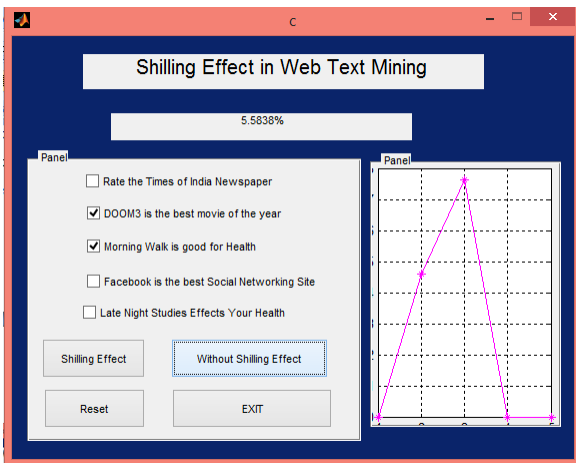 C
Shilling Effect in Web Text Mining
5.5838%
Panel
Rate the Times of India Newspaper
DOOM3 is the best movie of the year
Morning Walk is good for Health
Facebook is the best Social Networking Site
Late Night Studies Effects Your Health
Shilling Effect
Without Shilling Effect
Reset
EXIT
Panel